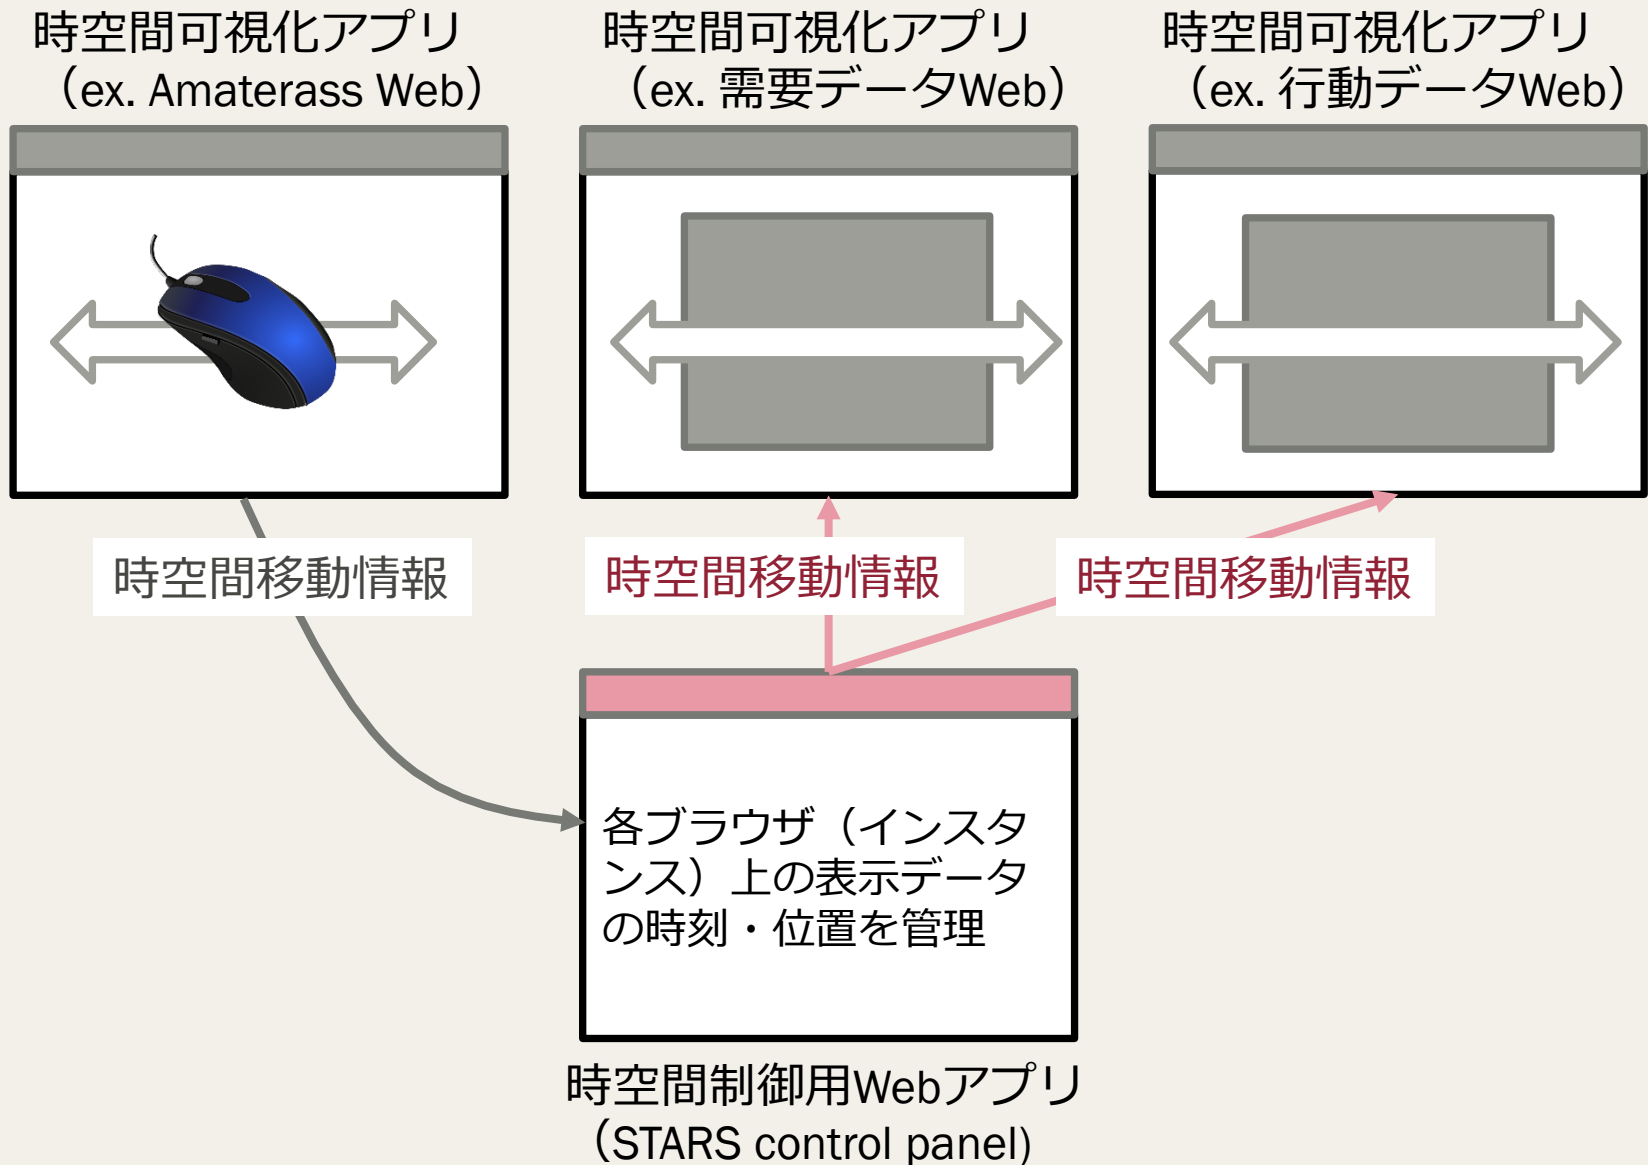 時空間可視化アプリ
（ex. Amaterass Web）
時空間可視化アプリ
（ex. 需要データWeb）
時空間可視化アプリ
（ex. 行動データWeb）
時空間移動情報
時空間移動情報
時空間移動情報
各ブラウザ（インスタ
ンス）上の表示データ
の時刻・位置を管理
時空間制御用Webアプリ
（STARS control panel)